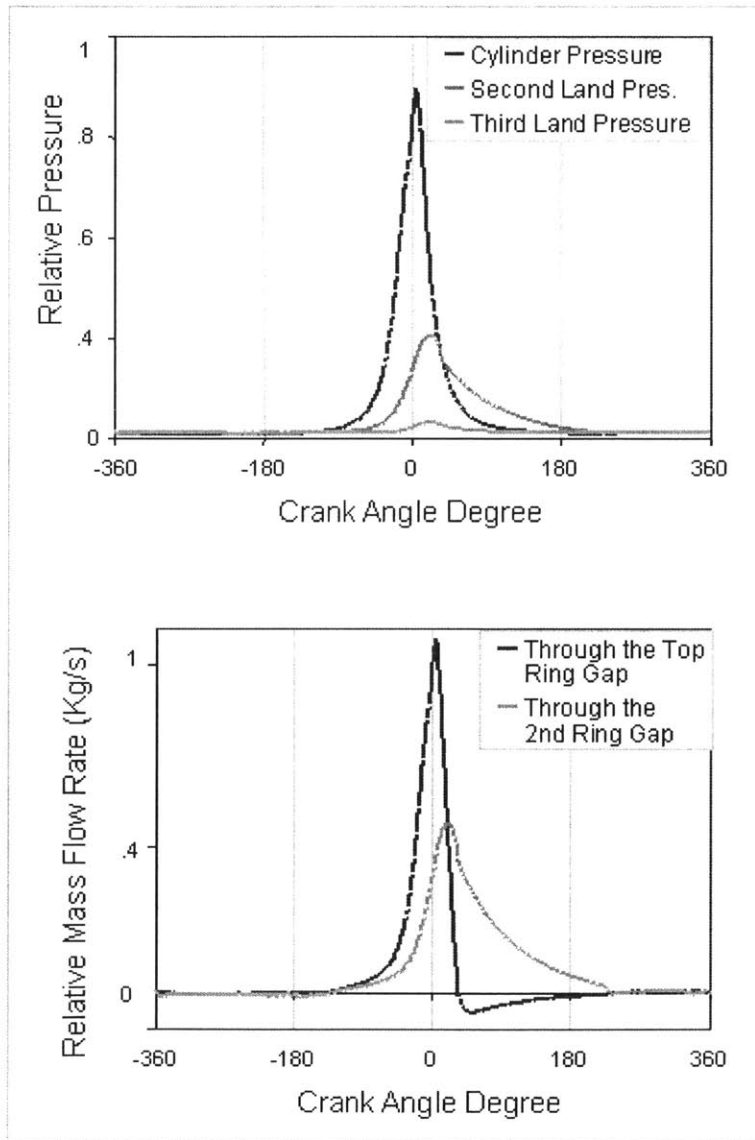 1
Cylinder Pressure
Second Land Pres.
Third Land Pressure
.8
.6
.4
0
Relative Pressure
-360 -180 0 180 360
Crank Angle Degree
1
Through the Top
Ring Gap
Through the
2nd Ring Gap
.4
0
Relative Mass Flow Rate (Kg/s)
-360 -180 0 180 360
Crank Angle Degree